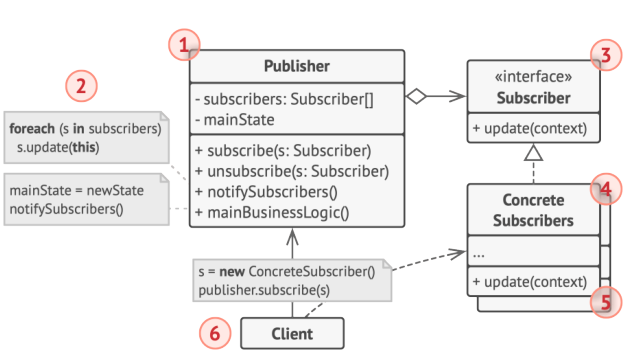 1
Publisher
- subscribers: Subscriber[]
- mainState
+ subscribe(s: Subscriber)
+ unsubscribe(s: Subscriber)
+ notifySubscribers()
+ mainBusinessLogic()
2
foreach (s in subscribers)
s.update(this)
mainState = newState
notifySubscribers()
3
«interface»
Subscriber
+ update(context)
4
Concrete
Subscribers
...
+ update(context)
5
s = new ConcreteSubscriber()
publisher.subscribe(s)
6
Client